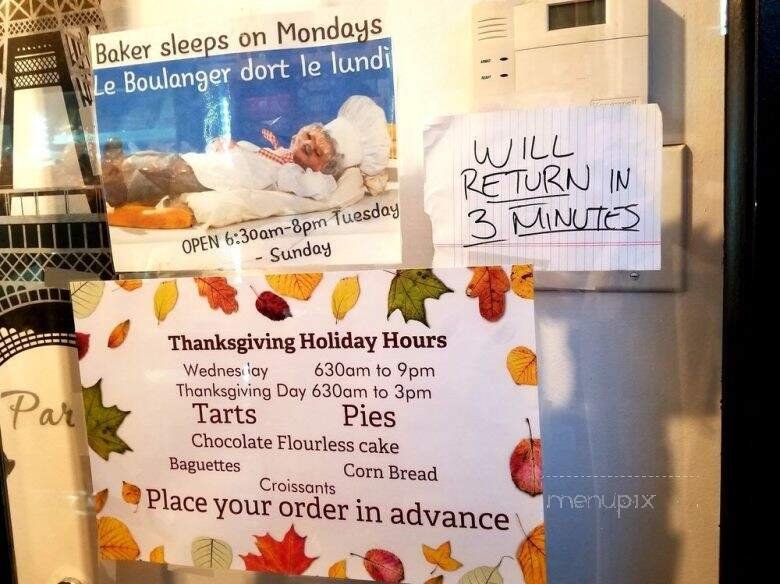 Baker sleeps on Mondays
Le Boulanger dort le lundi
OPEN 6:30am-8pm Tuesday
- Sunday
WILL
RETURN IN
3 MINUTES
Thanksgiving Holiday Hours
Wednesday 630am to 9pm
Thanksgiving Day 630am to 3pm
Tarts Pies
Chocolate Flourless cake
Baguettes Corn Bread
Croissants
Place your order in advance
Par
menupix